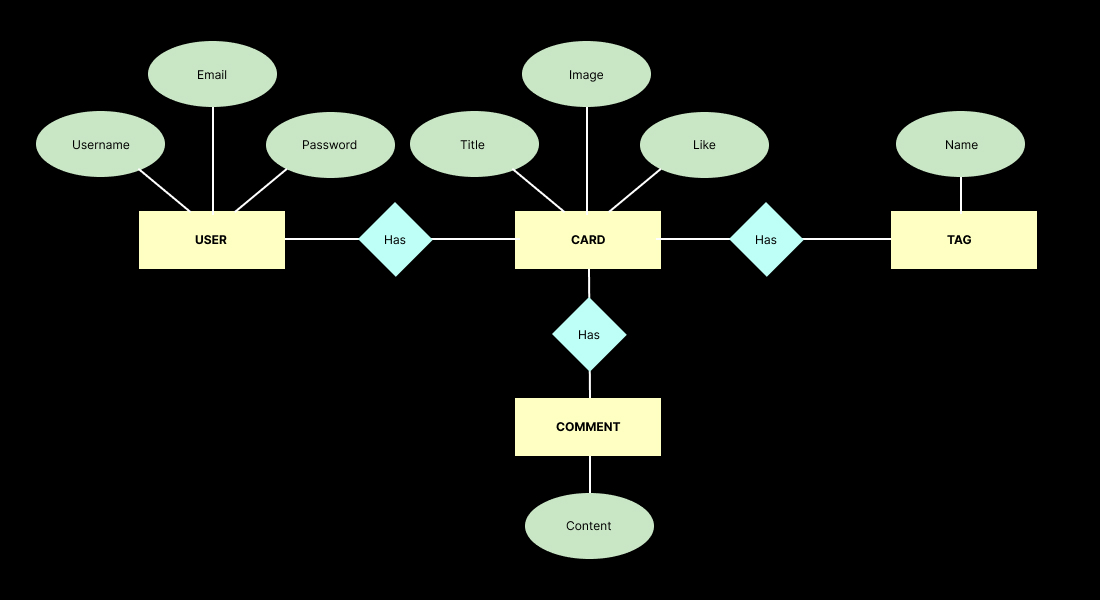 Email
Image
Username
Password
Title
Like
Name
USER
Has
CARD
Has
TAG
Has
COMMENT
Content